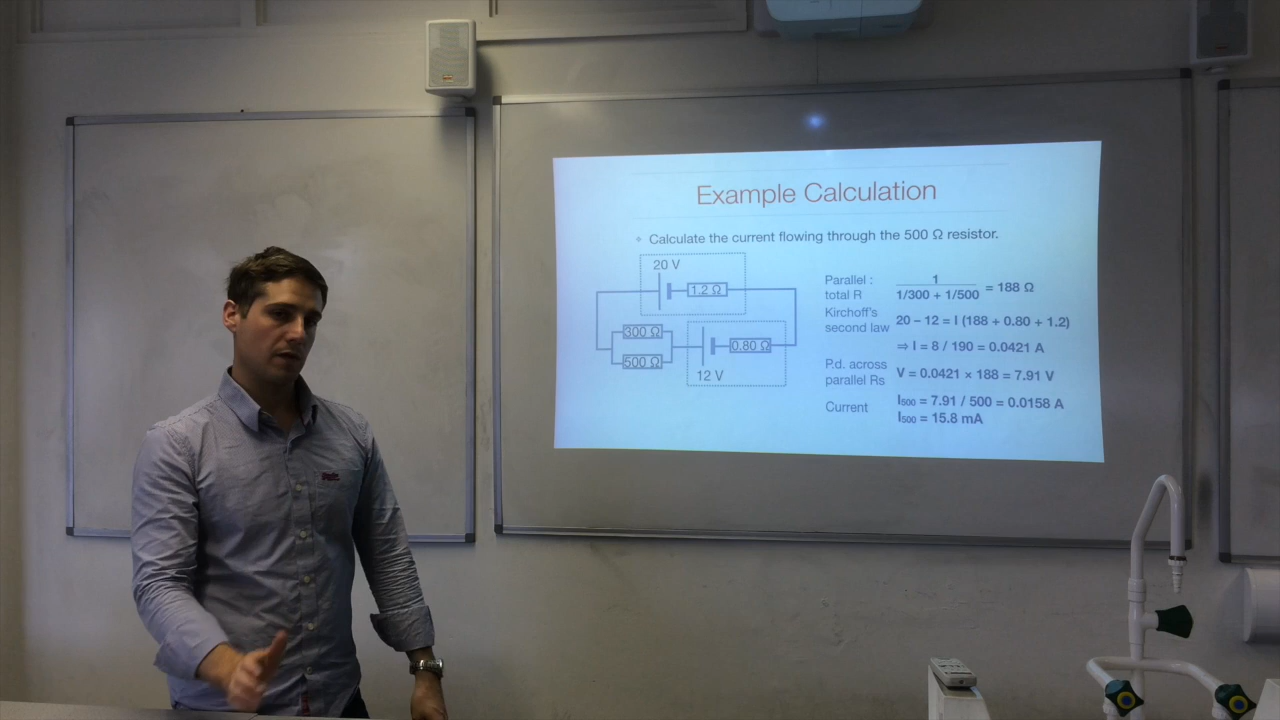 Example Calculation
Calculate the current flowing through the 500 Ω resistor.
20 V
1.2 Ω
300 Ω
500 Ω
0.80 Ω
12 V
Parallel :
total R
1
1/300 + 1/500
= 188 Ω
Kirchoff's
second law
20 – 12 = I (188 + 0.80 + 1.2)
⇒ I = 8 / 190 = 0.0421 A
P.d. across
parallel Rs
V = 0.0421 × 188 = 7.91 V
Current
I500 = 7.91 / 500 = 0.0158 A
I500 = 15.8 mA